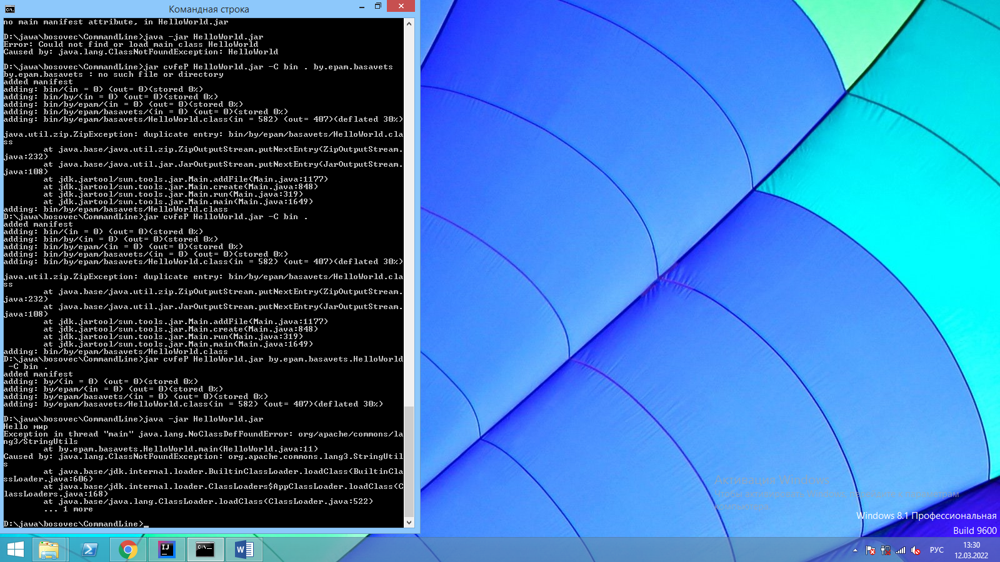 Командная строка
no main manifest attribute, in HelloWorld.jar
D:\jawa\bosovec\CommandLine>java -jar HelloWorld.jar
Error: Could not find or load main class HelloWorld
Caused by: java.lang.ClassNotFoundException: HelloWorld
D:\jawa\bosovec\CommandLine>jar cvfeP HelloWorld.jar -C bin . by.epam.basavets
by.epam.basavets : no such file or directory
added manifest
adding: bin/(in = 0) (out= 0)(stored 0%)
adding: bin/by/(in = 0) (out= 0)(stored 0%)
adding: bin/by/epam/(in = 0) (out= 0)(stored 0%)
adding: bin/by/epam/basavets/(in = 0) (out= 0)(stored 0%)
adding: bin/by/epam/basavets/HelloWorld.class(in = 582) (out= 407)(deflated 30%)
java.util.zip.ZipException: duplicate entry: bin/by/epam/basavets/HelloWorld.cla
ss
at java.base/java.util.zip.ZipOutputStream.putNextEntry(ZipOutputStream.
java:232)
at java.base/java.util.jar.JarOutputStream.putNextEntry(JarOutputStream.
java:108)
at jdk.jartool/sun.tools.jar.Main.addFile(Main.java:1177)
at jdk.jartool/sun.tools.jar.Main.create(Main.java:848)
at jdk.jartool/sun.tools.jar.Main.run(Main.java:319)
at jdk.jartool/sun.tools.jar.Main.main(Main.java:1649)
adding: bin/by/epam/basavets/HelloWorld.class
D:\jawa\bosovec\CommandLine>jar cvfeP HelloWorld.jar -C bin .
added manifest
adding: bin/(in = 0) (out= 0)(stored 0%)
adding: bin/by/(in = 0) (out= 0)(stored 0%)
adding: bin/by/epam/(in = 0) (out= 0)(stored 0%)
adding: bin/by/epam/basavets/(in = 0) (out= 0)(stored 0%)
adding: bin/by/epam/basavets/HelloWorld.class(in = 582) (out= 407)(deflated 30%)
java.util.zip.ZipException: duplicate entry: bin/by/epam/basavets/HelloWorld.cla
ss
at java.base/java.util.zip.ZipOutputStream.putNextEntry(ZipOutputStream.
java:232)
at java.base/java.util.jar.JarOutputStream.putNextEntry(JarOutputStream.
java:108)
at jdk.jartool/sun.tools.jar.Main.addFile(Main.java:1177)
at jdk.jartool/sun.tools.jar.Main.create(Main.java:848)
at jdk.jartool/sun.tools.jar.Main.run(Main.java:319)
at jdk.jartool/sun.tools.jar.Main.main(Main.java:1649)
adding: bin/by/epam/basavets/HelloWorld.class
D:\jawa\bosovec\CommandLine>jar cvfeP HelloWorld.jar by.epam.basavets.HelloWorld
-C bin .
added manifest
adding: by/(in = 0) (out= 0)(stored 0%)
adding: by/epam/(in = 0) (out= 0)(stored 0%)
adding: by/epam/basavets/(in = 0) (out= 0)(stored 0%)
adding: by/epam/basavets/HelloWorld.class(in = 582) (out= 407)(deflated 30%)
D:\jawa\bosovec\CommandLine>java -jar HelloWorld.jar
Hello мир
Exception in thread "main" java.lang.NoClassDefFoundError: org/apache/commons/la
ng3/StringUtils
at by.epam.basavets.HelloWorld.main(HelloWorld.java:11)
Caused by: java.lang.ClassNotFoundException: org.apache.commons.lang3.StringUtil
s
at java.base/jdk.internal.loader.BuiltinClassLoader.loadClass(BuiltinCla
ssLoader.java:606)
at java.base/jdk.internal.loader.ClassLoaders$AppClassLoader.loadClass(C
lassLoaders.java:168)
at java.base/java.lang.ClassLoader.loadClass(ClassLoader.java:522)
... 1 more
D:\jawa\bosovec\CommandLine>_
Активация Windows
Чтобы активировать Windows, перейдите к параметрам
компьютера.
Windows 8.1 Профессиональная
Build 9600
РУС
13:30
12.03.2022